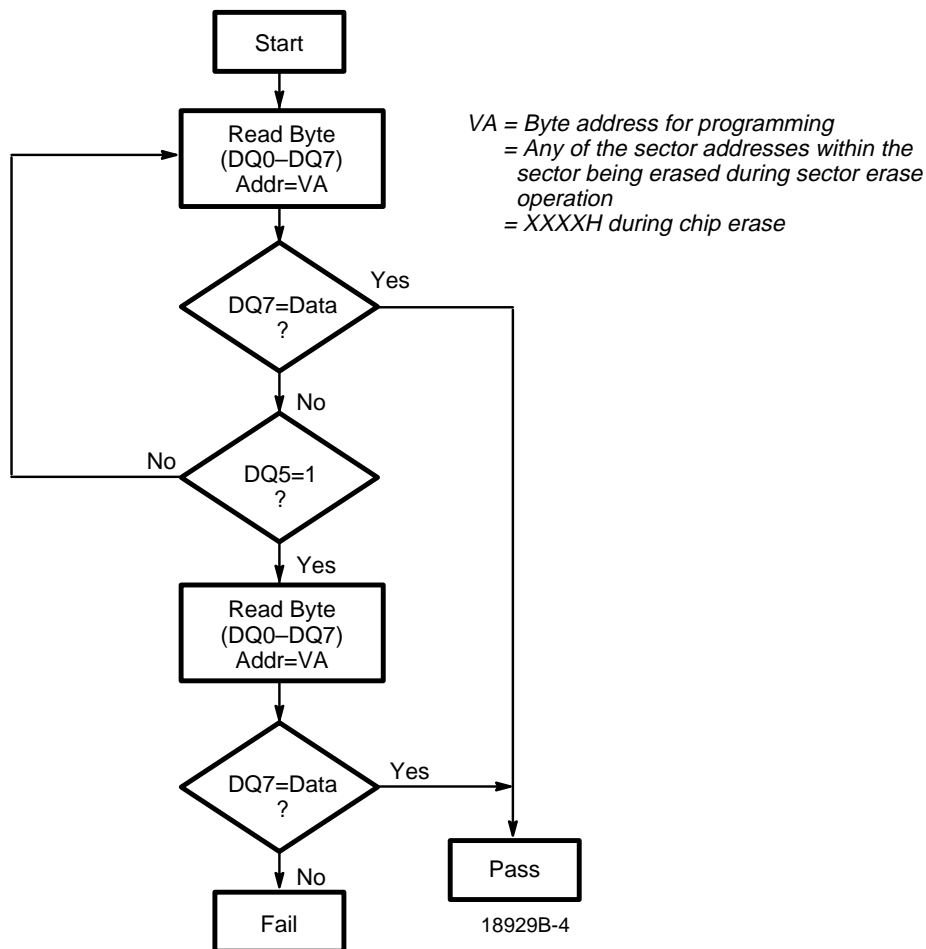 Start
Read Byte
(DQ0–DQ7)
Addr=VA
VA = Byte address for programming
= Any of the sector addresses within the
sector being erased during sector erase
operation
= XXXXH during chip erase
DQ7=Data
?
Yes
No
DQ5=1
?
No
Yes
Read Byte
(DQ0–DQ7)
Addr=VA
DQ7=Data
?
Yes
No
Pass
Fail
18929B-4